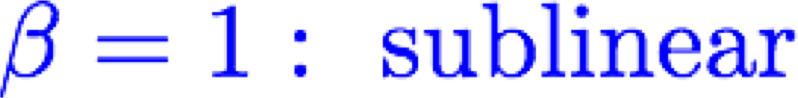 β = 1 : sublinear